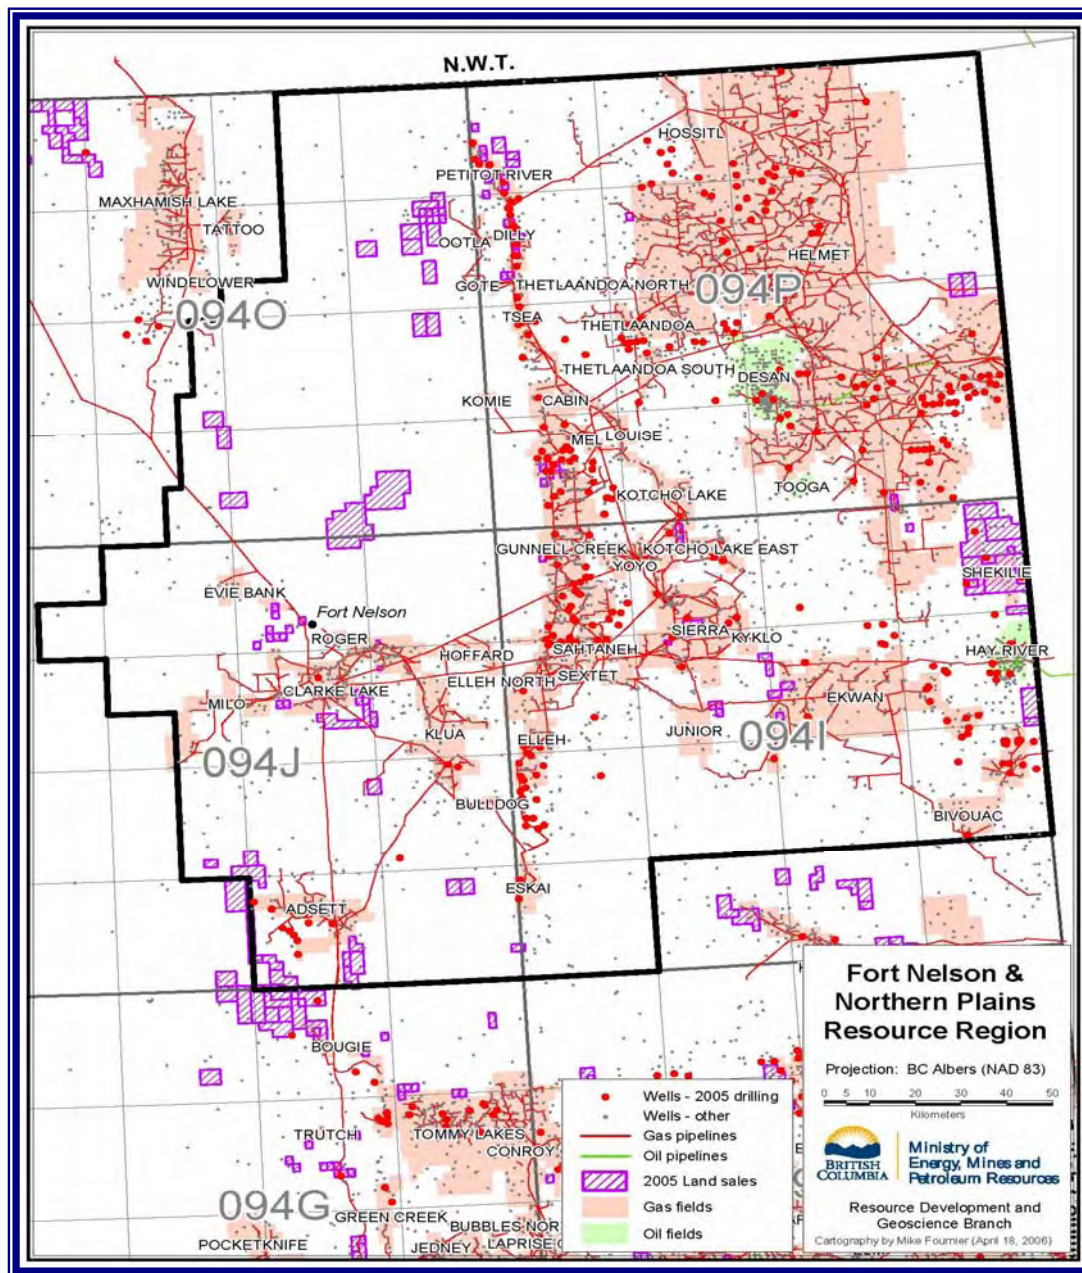 N.W.T.
HOSSITL
PETITOT RIVER
MAXHAMISH LAKE
TATTOO
OOTLA
DILLY
HELMET
WINDFLOWER
GOTE
THETLAANDOA NORTH
094P
094O
TSEA
THETLAANDOA
THETLAANDOA SOUTH
DESAN
KOMIE
CABIN
MEL
LOUISE
TOOGA
KOTCHO LAKE
GUNNELL CREEK
KOTCHO LAKE EAST
YOYO
SHEKILIE
EVIE BANK
Fort Nelson
ROGER
SIERRA
KYKLO
HOFFARD
SAHTANEH
HAY RIVER
ELLEH NORTH
SEXTET
CLARKE LAKE
MILO
EKWAN
KLUA
ELLEH
JUNIOR
094I
094J
BULLDOG
BIVOUAC
ESKAI
ADSETT
BOUGIE
TRUTCH
TOMMY LAKES
CONROY
094G
GREEN CREEK
BUBBLES NOR
POCKETKNIFE
JEDNEY
LAPRISE
Wells - 2005 drilling
Wells - other
Gas pipelines
Oil pipelines
2005 Land sales
Gas fields
Oil fields
Fort Nelson &
Northern Plains
Resource Region
Projection: BC Albers (NAD 83)
0 5 10 20 30 40 50
Kilometers
BRITISH
COLUMBIA
Ministry of
Energy, Mines and
Petroleum Resources
Resource Development and
Geoscience Branch
Cartography by Mike Fournier (April 18, 2006)